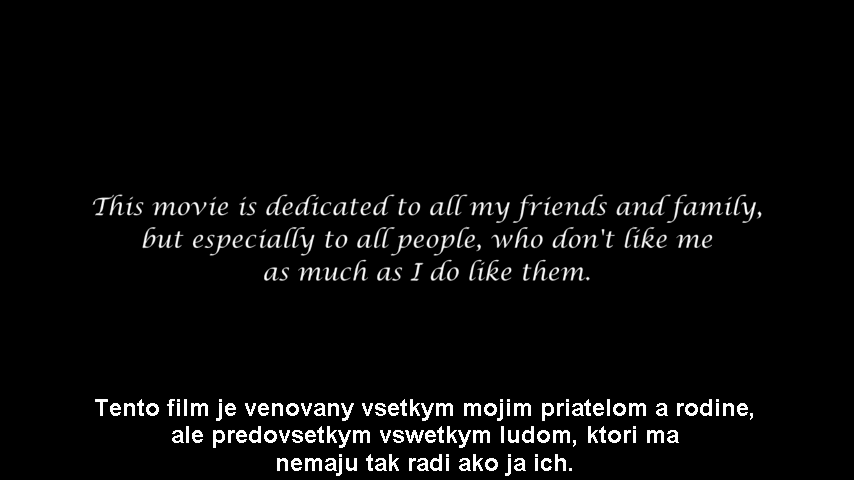 This movie is dedicated to all my friends and family,
but especially to all people, who don't like me
as much as I do like them.
Tento film je venovany vsetkym mojim priatelom a rodine,
ale predovsetkym vswetkym ludom, ktori ma
nemaju tak radi ako ja ich.